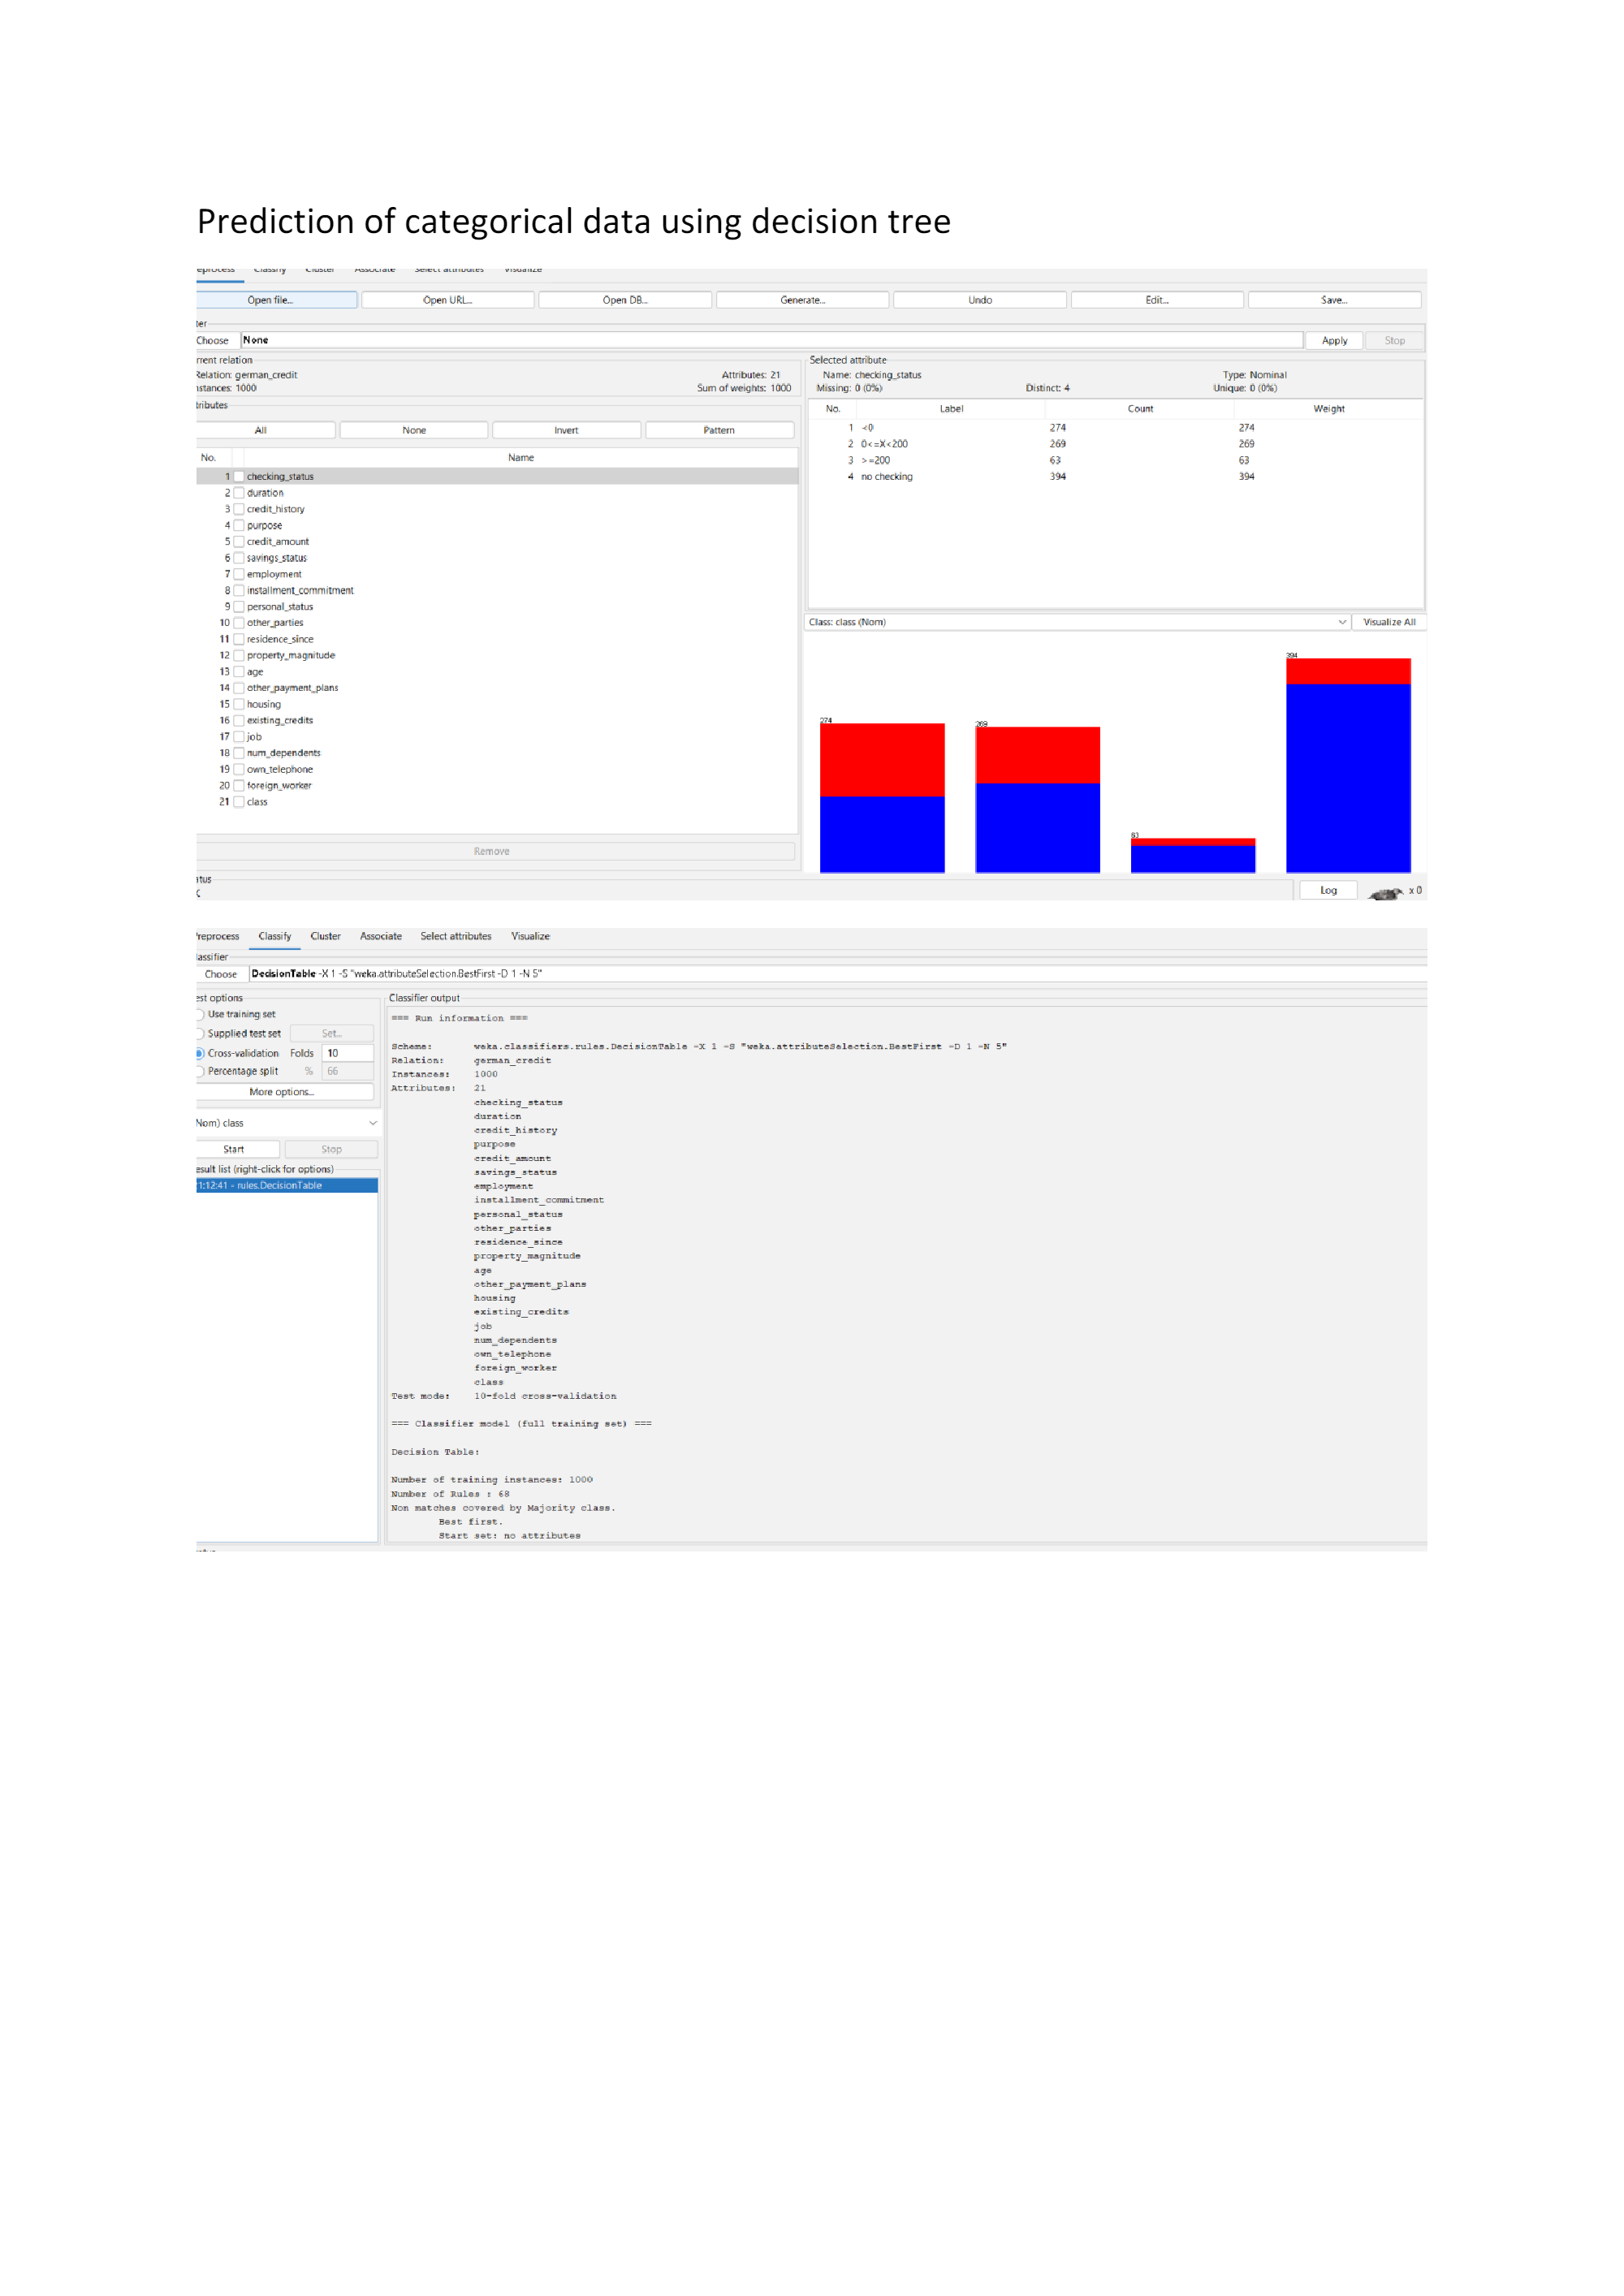 Prediction of categorical data using decision tree
eprocess Classify Cluster Associate Select attributes Visualize
Open file... Open URL... Open DB... Generate... Undo Edit... Save...
ter
Choose None Apply Stop
rrent relation
Relation: german_credit Attributes: 21
nstances: 1000 Sum of weights: 1000
Selected attribute
Name: checking_status Type: Nominal
Missing: 0 (0%) Distinct: 4 Unique: 0 (0%)
tributes
All None Invert Pattern
No. Name
1 checking_status
2 duration
3 credit_history
4 purpose
5 credit_amount
6 savings_status
7 employment
8 installment_commitment
9 personal_status
10 other_parties
11 residence_since
12 property_magnitude
13 age
14 other_payment_plans
15 housing
16 existing_credits
17 job
18 num_dependents
19 own_telephone
20 foreign_worker
21 class
Remove
No. Label Count Weight
1 <0 274 274
2 0<=X<200 269 269
3 >=200 63 63
4 no checking 394 394
Class: class (Nom) Visualize All
274 269 63 394
atus
Log x 0
Preprocess Classify Cluster Associate Select attributes Visualize
lassifier
Choose DecisionTable -X 1 -S "weka.attributeSelection.BestFirst -D 1 -N 5"
est options
Use training set
Supplied test set Set...
Cross-validation Folds 10
Percentage split % 66
More options...
Nom) class
Start Stop
esult list (right-click for options)
1:12:41 - rules.DecisionTable
Classifier output
=== Run information ===
Scheme: weka.classifiers.rules.DecisionTable -X 1 -S "weka.attributeSelection.BestFirst -D 1 -N 5"
Relation: german_credit
Instances: 1000
Attributes: 21
checking_status
duration
credit_history
purpose
credit_amount
savings_status
employment
installment_commitment
personal_status
other_parties
residence_since
property_magnitude
age
other_payment_plans
housing
existing_credits
job
num_dependents
own_telephone
foreign_worker
class
Test mode: 10-fold cross-validation
=== Classifier model (full training set) ===
Decision Table:
Number of training instances: 1000
Number of Rules : 68
Non matches covered by Majority class.
Best first.
Start set: no attributes